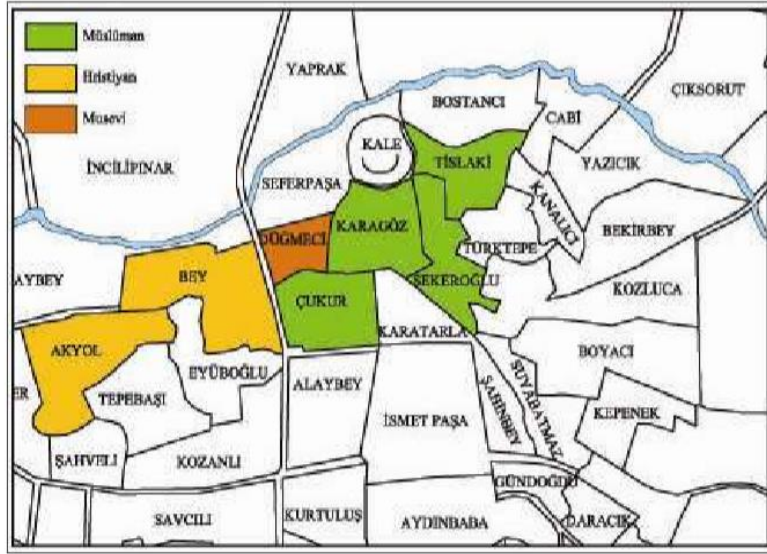 Müslüman
Hristiyan
Musevi
YAPRAK
BOSTANCI
ÇIKSORUT
CABİ
KALE
İNCİLİPINAR
TİSLAKİ
YAZICIK
SEFERPAŞA
KANALICI
KARAGÖZ
BEKİRBEY
DÖĞMECİ
TÜRKTEPE
AYBEY
BEY
ŞEKEROĞLU
KOZLUCA
ÇUKUR
KARATARLA
AKYOL
BOYACI
EYÜBOĞLU
SUYABATMAZ
ER
TEPEBAŞI
ALAYBEY
ŞAHİNBEY
KEPENEK
İSMET PAŞA
ŞAHVELİ
KOZANLI
GÜNDOĞDU
SAVCILI
KURTULUŞ
AYDINBABA
DARACIK